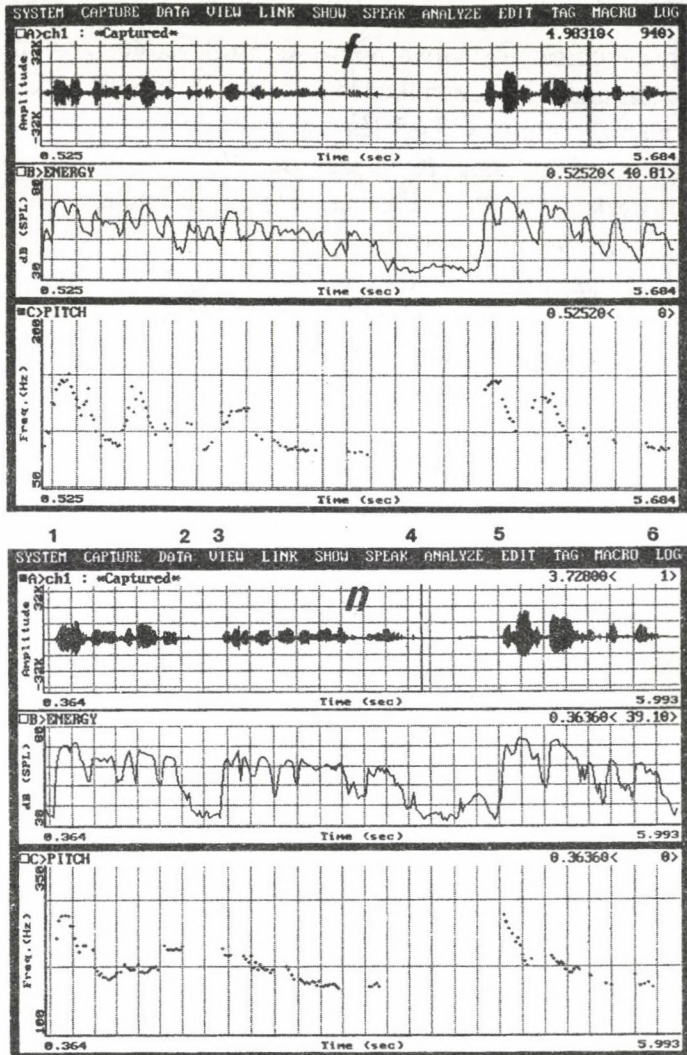 SYSTEM CAPTURE DATA VIEW LINK SHOW SPEAK ANALYZE EDIT TAG MACRO LOG
A>ch1 : *Captured* 4.98310< 940>
f
32K
Amplitude
-32K
0.525 Time (sec) 5.684
B>ENERGY 0.52520< 40.81>
80
dB (SPL)
30
0.525 Time (sec) 5.684
C>PITCH 0.52520< 0>
200
Freq.(Hz)
50
0.525 Time (sec) 5.684
1 2 3 4 5 6
SYSTEM CAPTURE DATA VIEW LINK SHOW SPEAK ANALYZE EDIT TAG MACRO LOG
A>ch1 : *Captured* 3.72800< 1>
n
32K
Amplitude
-32K
0.364 Time (sec) 5.993
B>ENERGY 0.36360< 39.10>
80
dB (SPL)
30
0.364 Time (sec) 5.993
C>PITCH 0.36360< 0>
350
Freq.(Hz)
100
0.364 Time (sec) 5.993